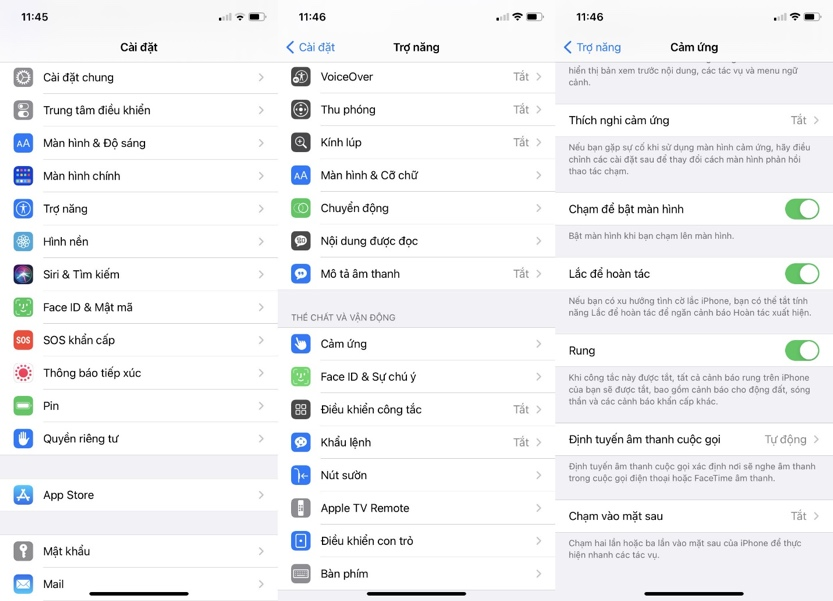 11:45
Cài đặt
Cài đặt chung
Trung tâm điều khiển
AA
Màn hình & Độ sáng
Màn hình chính
Trợ năng
Hình nền
Siri & Tìm kiếm
Face ID & Mật mã
SOS
SOS khẩn cấp
Thông báo tiếp xúc
Pin
Quyền riêng tư
App Store
Mật khẩu
Mail
11:46
Cài đặt
Trợ năng
VoiceOver
Tắt
Thu phóng
Tắt
Kính lúp
Tắt
AA
Màn hình & Cỡ chữ
Chuyển động
Nội dung được đọc
Mô tả âm thanh
Tắt
THỂ CHẤT VÀ VẬN ĐỘNG
Cảm ứng
Face ID & Sự chú ý
Điều khiển công tắc
Tắt
Khẩu lệnh
Tắt
Nút sườn
Apple TV Remote
Điều khiển con trỏ
Bàn phím
11:46
Trợ năng
Cảm ứng
hiển thị bản xem trước nội dung, các tác vụ và menu ngữ
cảnh.
Thích nghi cảm ứng
Tắt
Nếu bạn gặp sự cố khi sử dụng màn hình cảm ứng, hãy điều
chỉnh các cài đặt sau để thay đổi cách màn hình phản hồi
thao tác chạm.
Chạm để bật màn hình
Bật màn hình khi bạn chạm lên màn hình.
Lắc để hoàn tác
Nếu bạn có xu hướng tình cờ lắc iPhone, bạn có thể tắt tính
năng Lắc để hoàn tác để ngăn cảnh báo Hoàn tác xuất hiện.
Rung
Khi công tắc này được tắt, tất cả cảnh báo rung trên iPhone
của bạn sẽ được tắt, bao gồm cảnh báo cho động đất, sóng
thần và các cảnh báo khẩn cấp khác.
Định tuyến âm thanh cuộc gọi
Tự động
Định tuyến âm thanh cuộc gọi xác định nơi sẽ nghe âm thanh
trong cuộc gọi điện thoại hoặc FaceTime âm thanh.
Chạm vào mặt sau
Tắt
Chạm hai lần hoặc ba lần vào mặt sau của iPhone để thực
hiện nhanh các tác vụ.